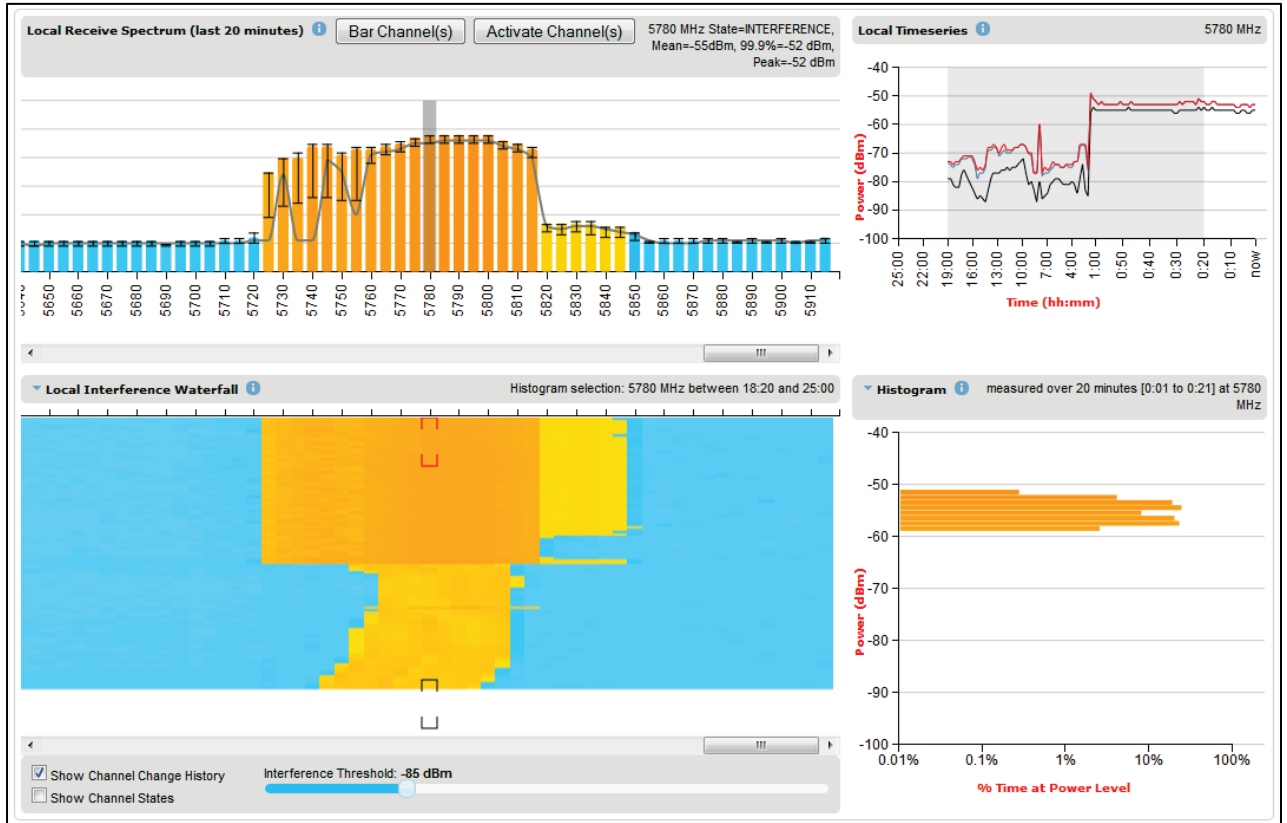 Local Receive Spectrum (last 20 minutes) i Bar Channel(s) Activate Channel(s) 5780 MHz State=INTERFERENCE,
Mean=-55dBm, 99.9%=-52 dBm,
Peak=-52 dBm
5650 5660 5670 5680 5690 5700 5710 5720 5730 5740 5750 5760 5770 5780 5790 5800 5810 5820 5830 5840 5850 5860 5870 5880 5890 5900 5910
Local Timeseries i 5780 MHz
-40
-50
-60
-70
-80
-90
-100
Power (dBm)
25:00 22:00 19:00 16:00 13:00 10:00 7:00 4:00 1:00 0:50 0:40 0:30 0:20 0:10 now
Time (hh:mm)
Local Interference Waterfall i Histogram selection: 5780 MHz between 18:20 and 25:00
Histogram i measured over 20 minutes [0:01 to 0:21] at 5780
MHz
-40
-50
-60
-70
-80
-90
-100
Power (dBm)
0.01% 0.1% 1% 10% 100%
% Time at Power Level
Show Channel Change History
Show Channel States
Interference Threshold: -85 dBm